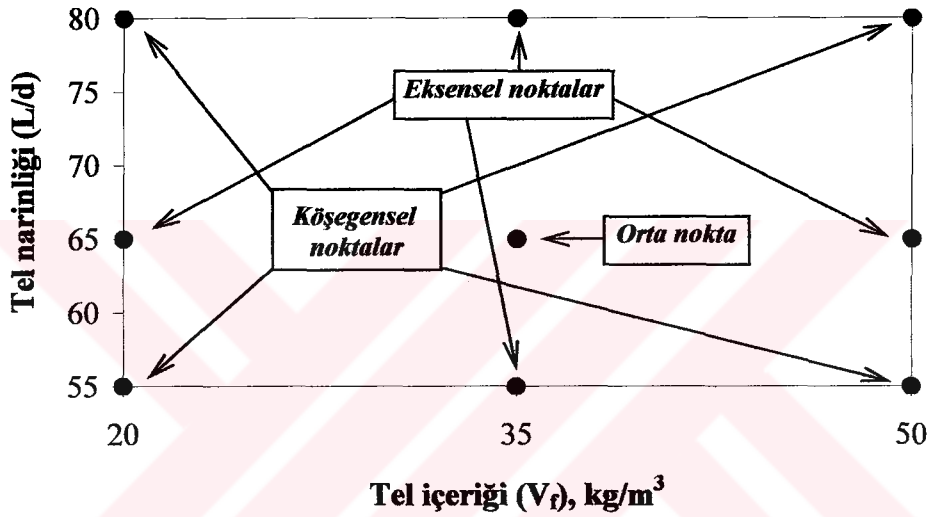 80
75
70
65
60
55
Tel narinliği (L/d)
Eksensel noktalar
Köşegensel
noktalar
Orta nokta
20
35
50
Tel içeriği (V_f), kg/m³